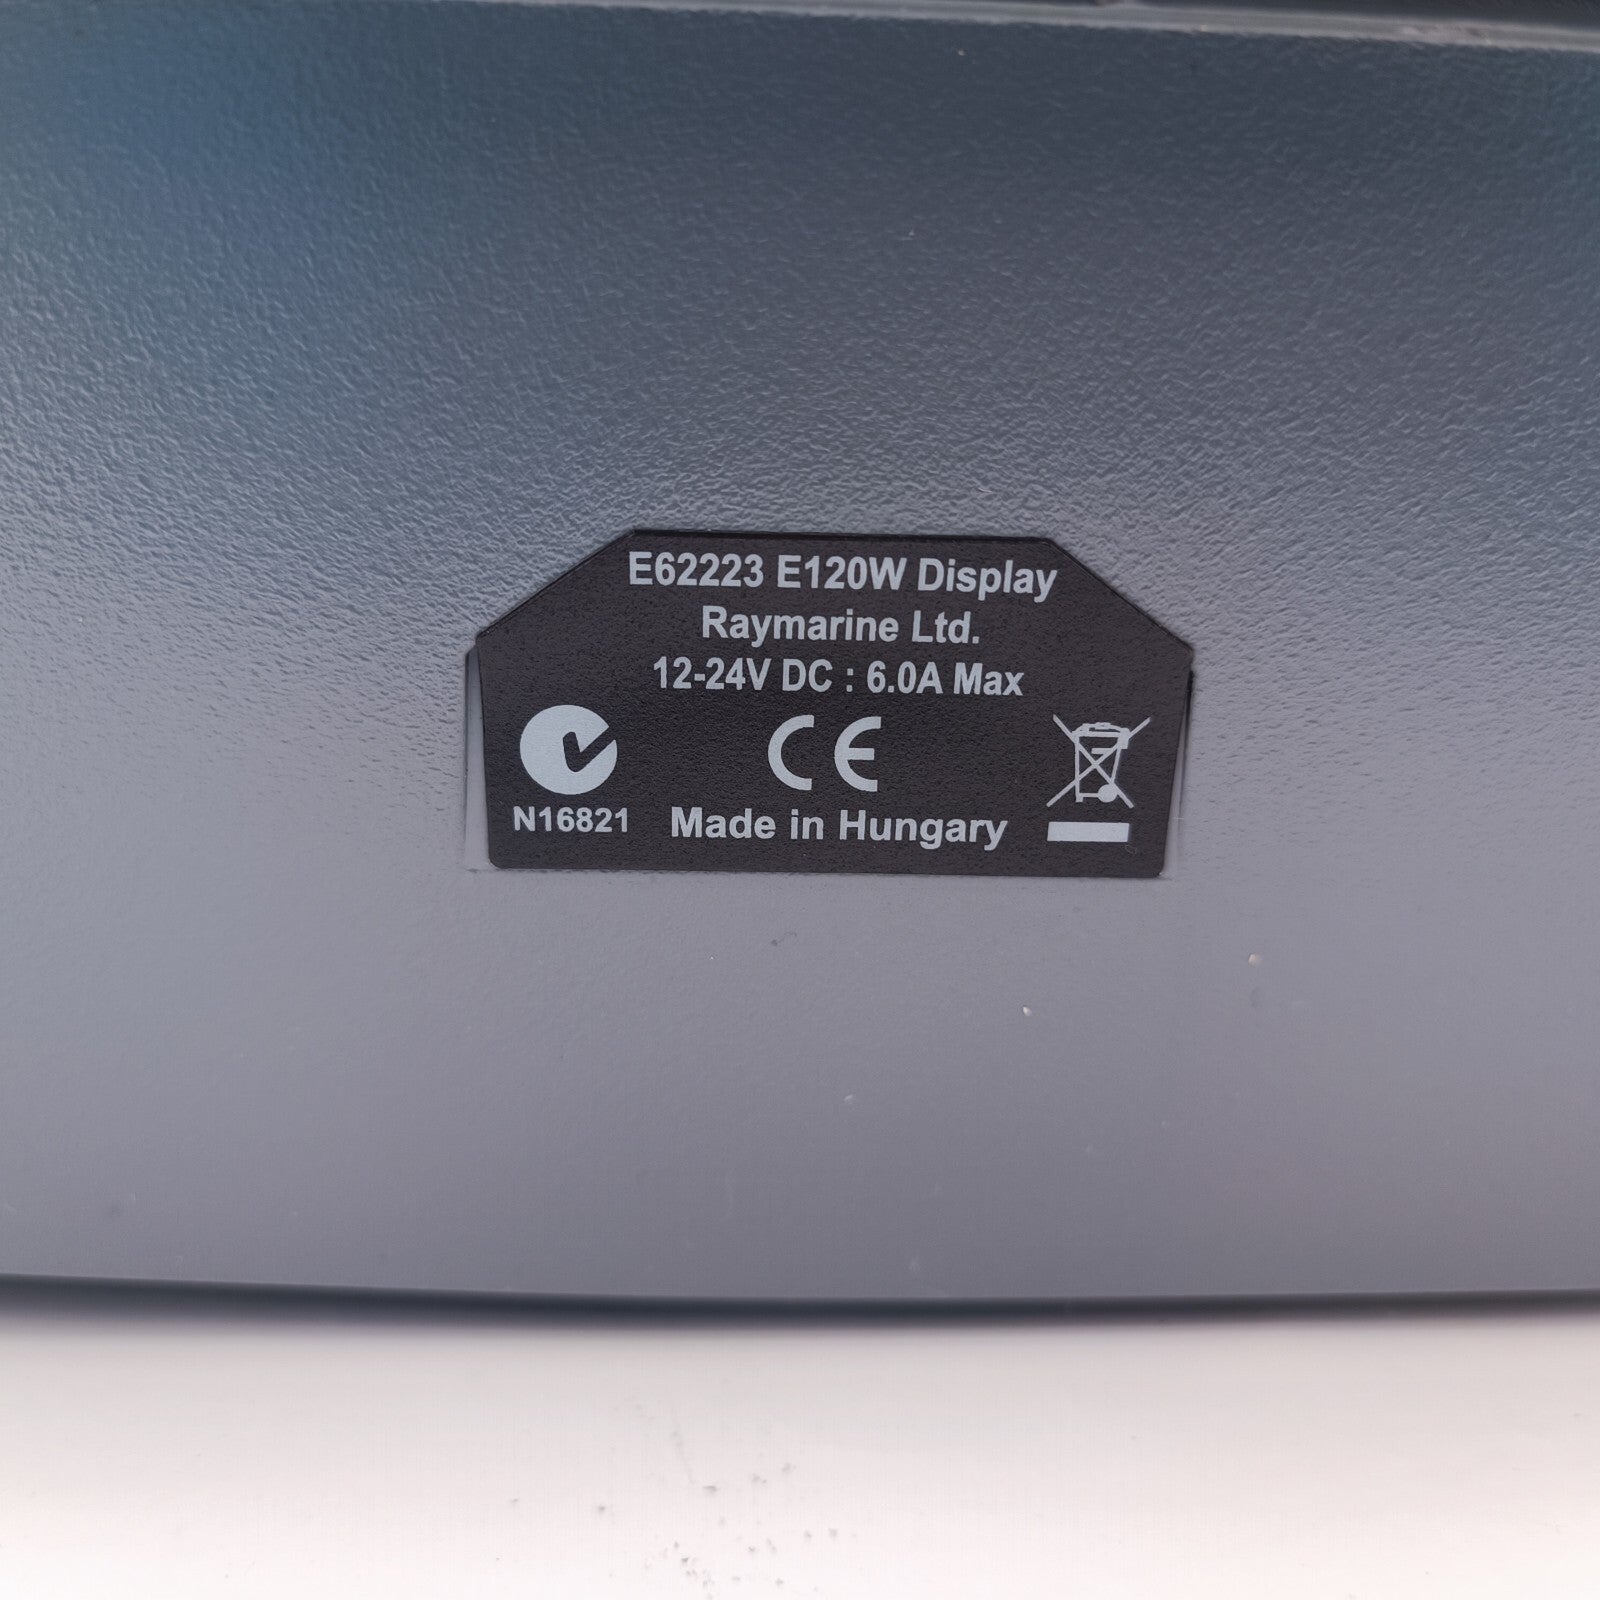 E62223 E120W Display
Raymarine Ltd.
12-24V DC : 6.0A Max
CE
N16821
Made in Hungary